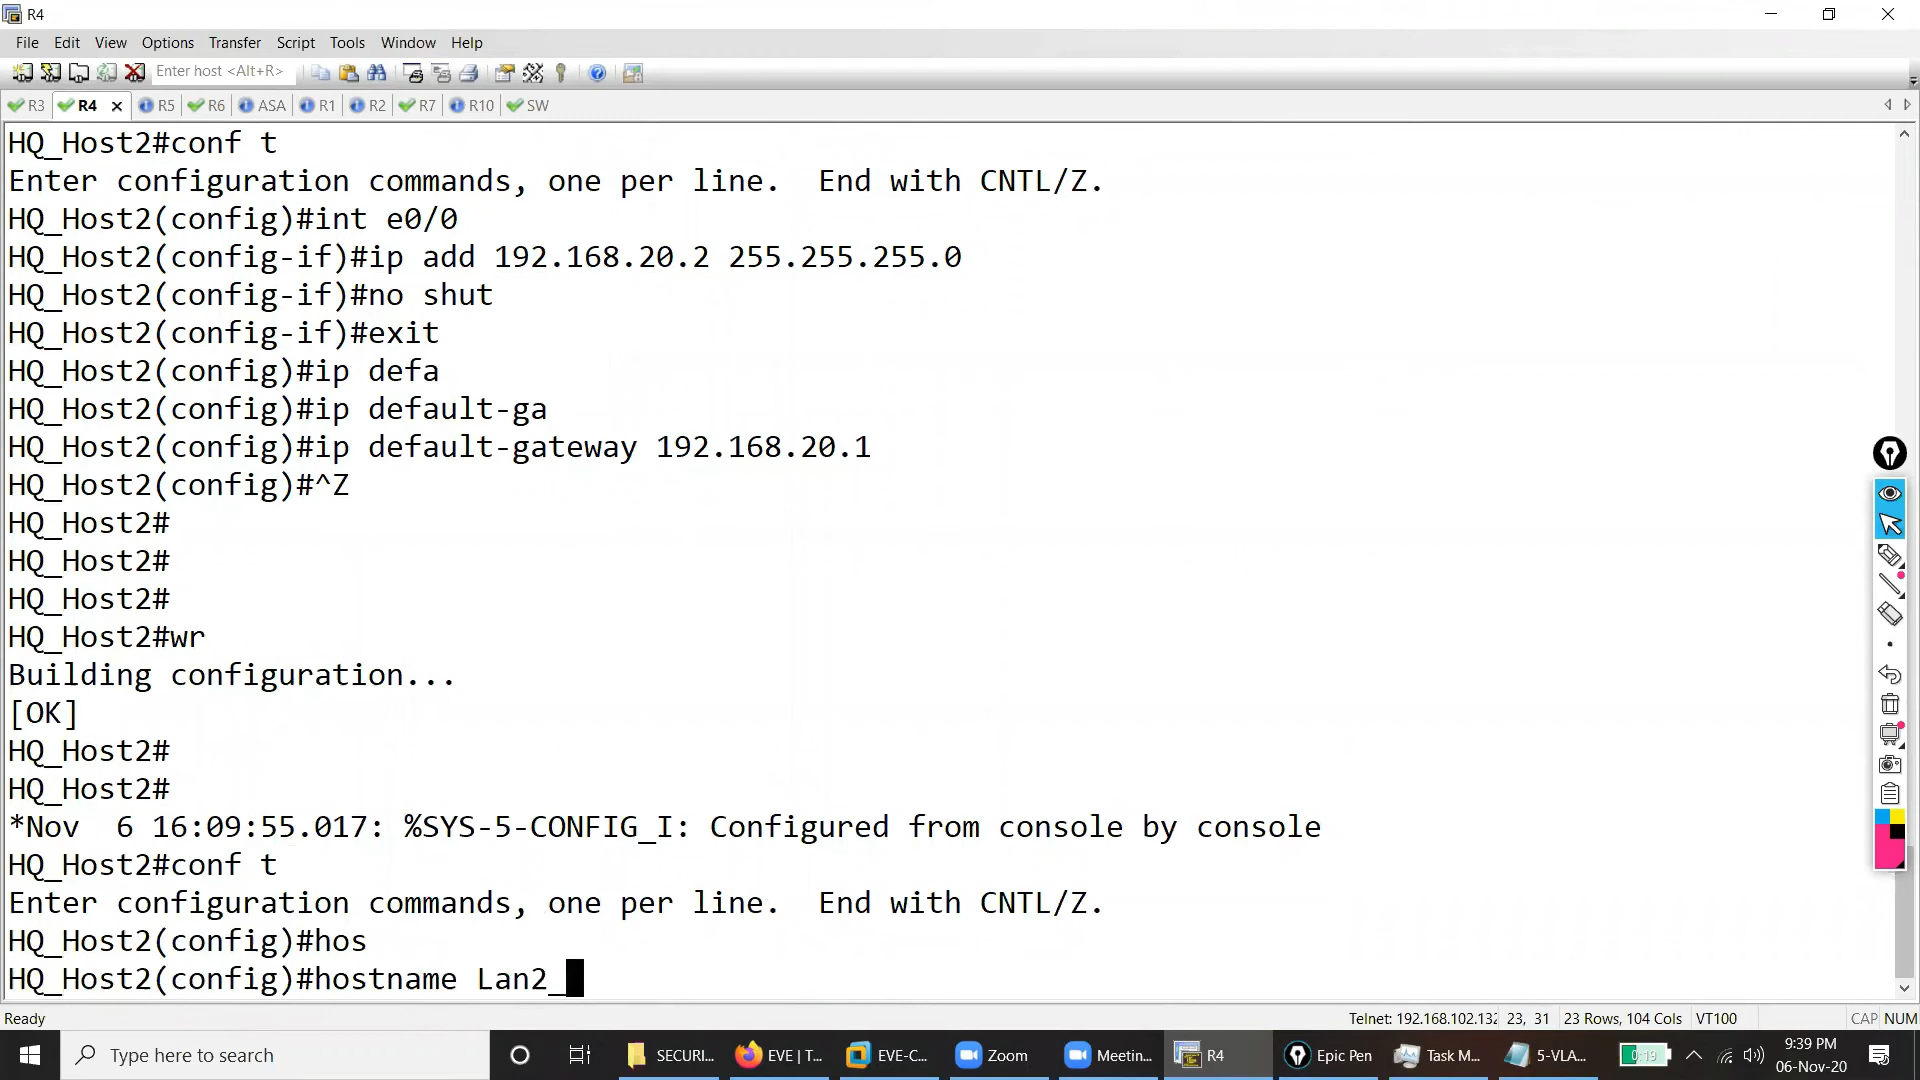 R4
File Edit View Options Transfer Script Tools Window Help
Enter host <Alt+R>
R3 R4 R5 R6 ASA R1 R2 R7 R10 SW
HQ_Host2#conf t
Enter configuration commands, one per line.  End with CNTL/Z.
HQ_Host2(config)#int e0/0
HQ_Host2(config-if)#ip add 192.168.20.2 255.255.255.0
HQ_Host2(config-if)#no shut
HQ_Host2(config-if)#exit
HQ_Host2(config)#ip defa
HQ_Host2(config)#ip default-ga
HQ_Host2(config)#ip default-gateway 192.168.20.1
HQ_Host2(config)#^Z
HQ_Host2#
HQ_Host2#
HQ_Host2#
HQ_Host2#wr
Building configuration...
[OK]
HQ_Host2#
HQ_Host2#
*Nov  6 16:09:55.017: %SYS-5-CONFIG_I: Configured from console by console
HQ_Host2#conf t
Enter configuration commands, one per line.  End with CNTL/Z.
HQ_Host2(config)#hos
HQ_Host2(config)#hostname Lan2_
Ready Telnet: 192.168.102.132 23, 31 23 Rows, 104 Cols VT100 CAP NUM
Type here to search SECURI... EVE | T... EVE-C... Zoom Meetin... R4 Epic Pen Task M... 5-VLA... 0:19 9:39 PM
06-Nov-20